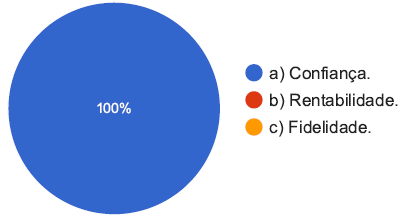 100%
a) Confiança.
b) Rentabilidade.
c) Fidelidade.